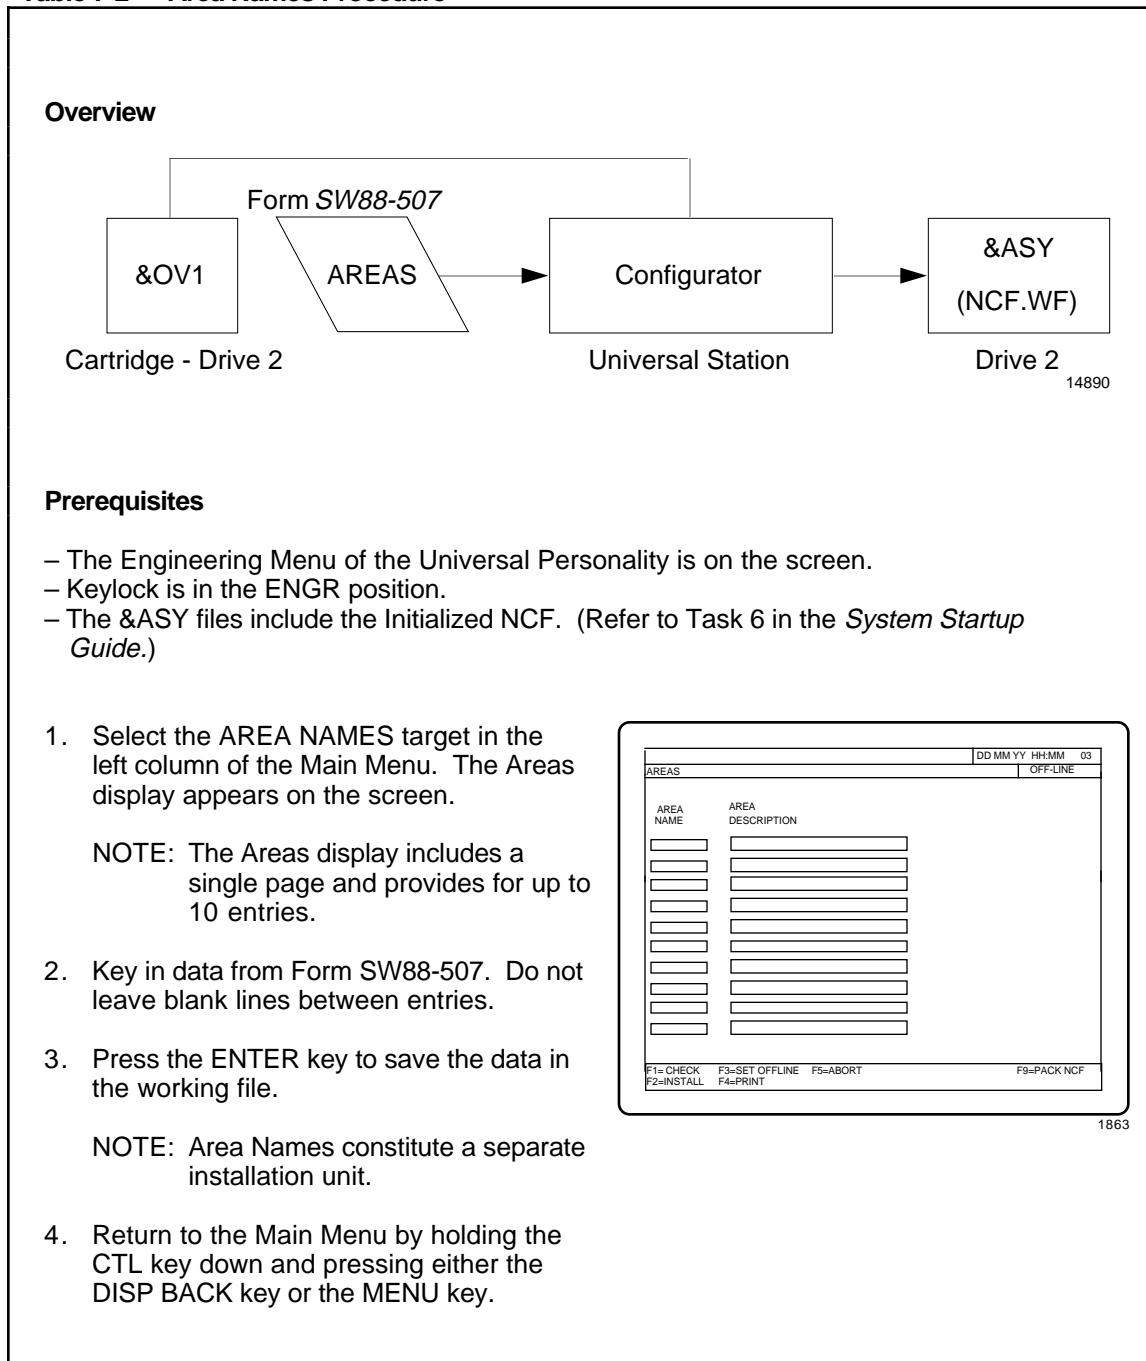 Overview
Form SW88-507
&OV1
AREAS
Configurator
&ASY
(NCF.WF)
Cartridge - Drive 2
Universal Station
Drive 2
14890
Prerequisites
– The Engineering Menu of the Universal Personality is on the screen.
– Keylock is in the ENGR position.
– The &ASY files include the Initialized NCF. (Refer to Task 6 in the System Startup
Guide.)
1. Select the AREA NAMES target in the
left column of the Main Menu. The Areas
display appears on the screen.
NOTE: The Areas display includes a
single page and provides for up to
10 entries.
2. Key in data from Form SW88-507. Do not
leave blank lines between entries.
3. Press the ENTER key to save the data in
the working file.
NOTE: Area Names constitute a separate
installation unit.
4. Return to the Main Menu by holding the
CTL key down and pressing either the
DISP BACK key or the MENU key.
DD MM YY HH:MM 03
AREAS OFF-LINE
AREA AREA
NAME DESCRIPTION
F1= CHECK F3=SET OFFLINE F5=ABORT F9=PACK NCF
F2=INSTALL F4=PRINT
1863